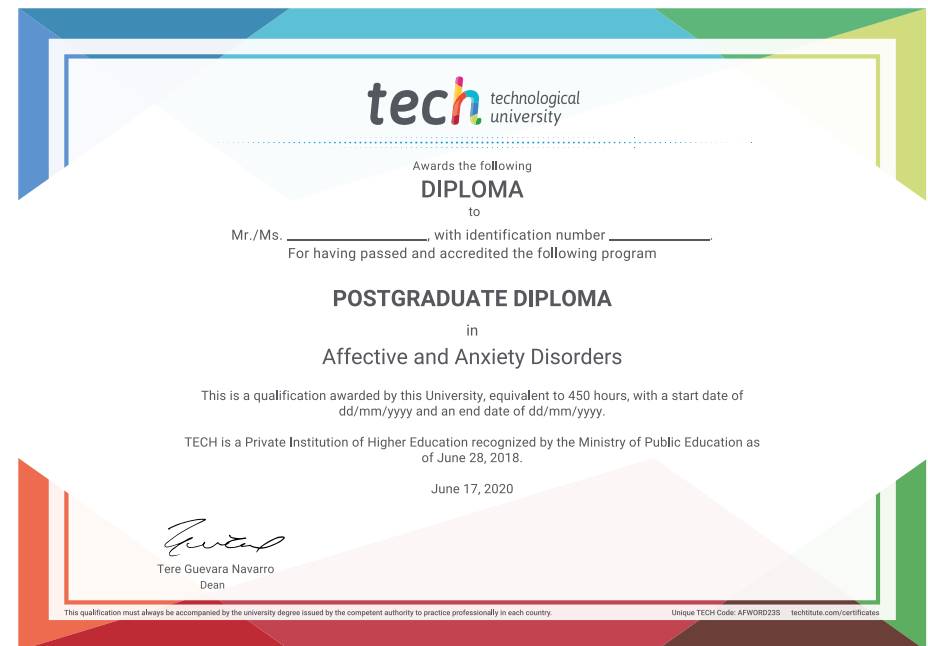 tech technological
university
Awards the following
DIPLOMA
to
Mr./Ms. ____________________, with identification number ______________.
For having passed and accredited the following program
POSTGRADUATE DIPLOMA
in
Affective and Anxiety Disorders
This is a qualification awarded by this University, equivalent to 450 hours, with a start date of
dd/mm/yyyy and an end date of dd/mm/yyyy.
TECH is a Private Institution of Higher Education recognized by the Ministry of Public Education as
of June 28, 2018.
June 17, 2020
Tere Guevara Navarro
Dean
This qualification must always be accompanied by the university degree issued by the competent authority to practice professionally in each country. Unique TECH Code: AFWORD23S techtitute.com/certificates